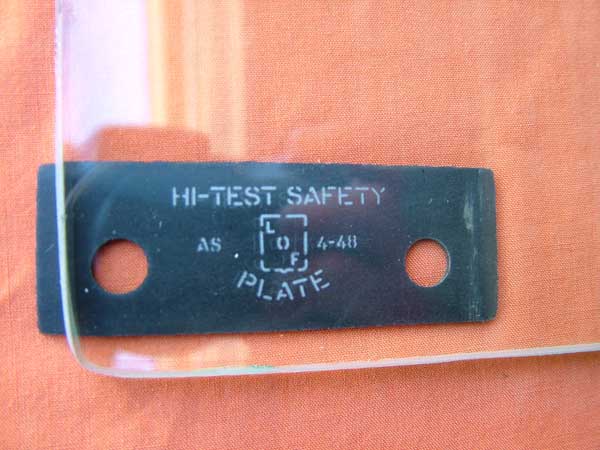 HI-TEST SAFETY
AS L O F 4-48
PLATE